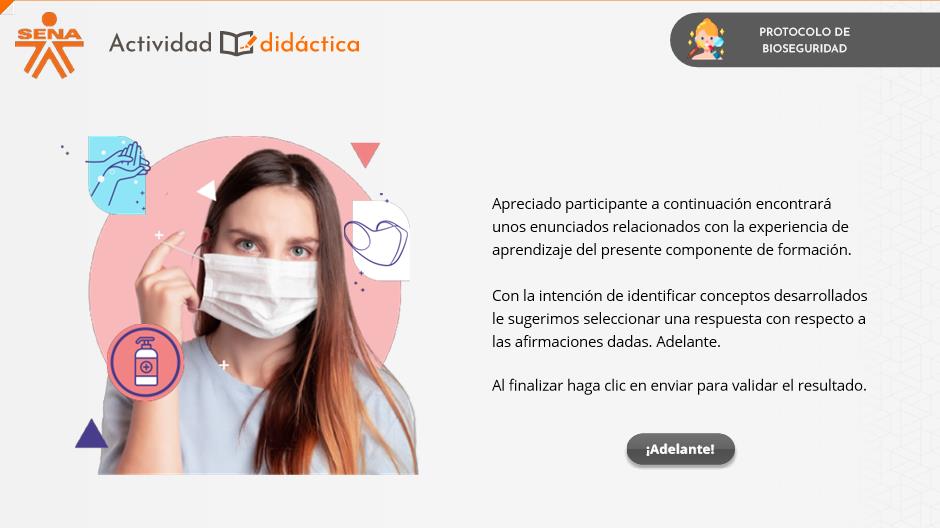 SENA
Actividad didáctica
PROTOCOLO DE
BIOSEGURIDAD
Apreciado participante a continuación encontrará
unos enunciados relacionados con la experiencia de
aprendizaje del presente componente de formación.
Con la intención de identificar conceptos desarrollados
le sugerimos seleccionar una respuesta con respecto a
las afirmaciones dadas. Adelante.
Al finalizar haga clic en enviar para validar el resultado.
¡Adelante!